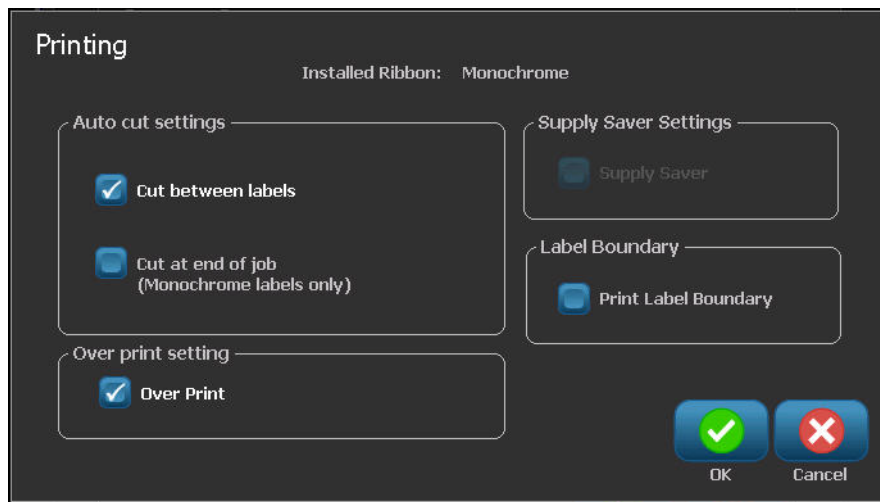 Printing
Installed Ribbon: Monochrome
Auto cut settings
Cut between labels
Cut at end of job
(Monochrome labels only)
Over print setting
Over Print
Supply Saver Settings
Supply Saver
Label Boundary
Print Label Boundary
OK
Cancel